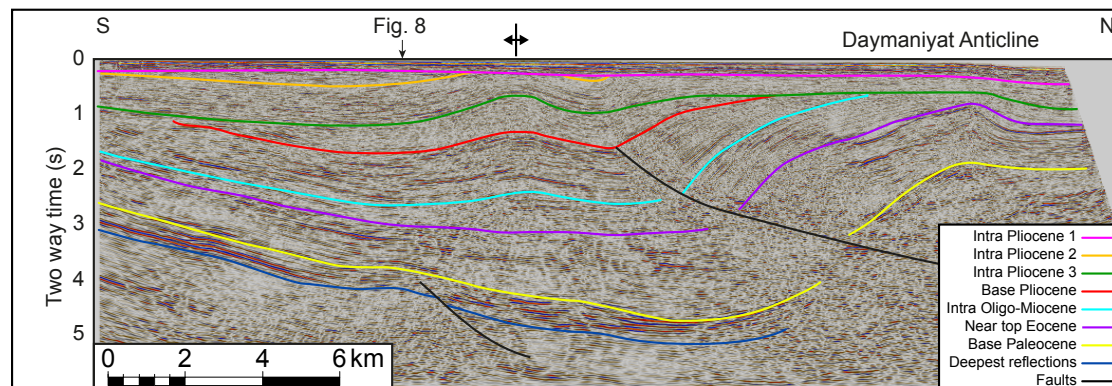 S Fig. 8 Daymaniyat Anticline N
0
1
2
3
4
5
Two way time (s)
Intra Pliocene 1
Intra Pliocene 2
Intra Pliocene 3
Base Pliocene
Intra Oligo-Miocene
Near top Eocene
Base Paleocene
Deepest reflections
Faults
0 2 4 6 km